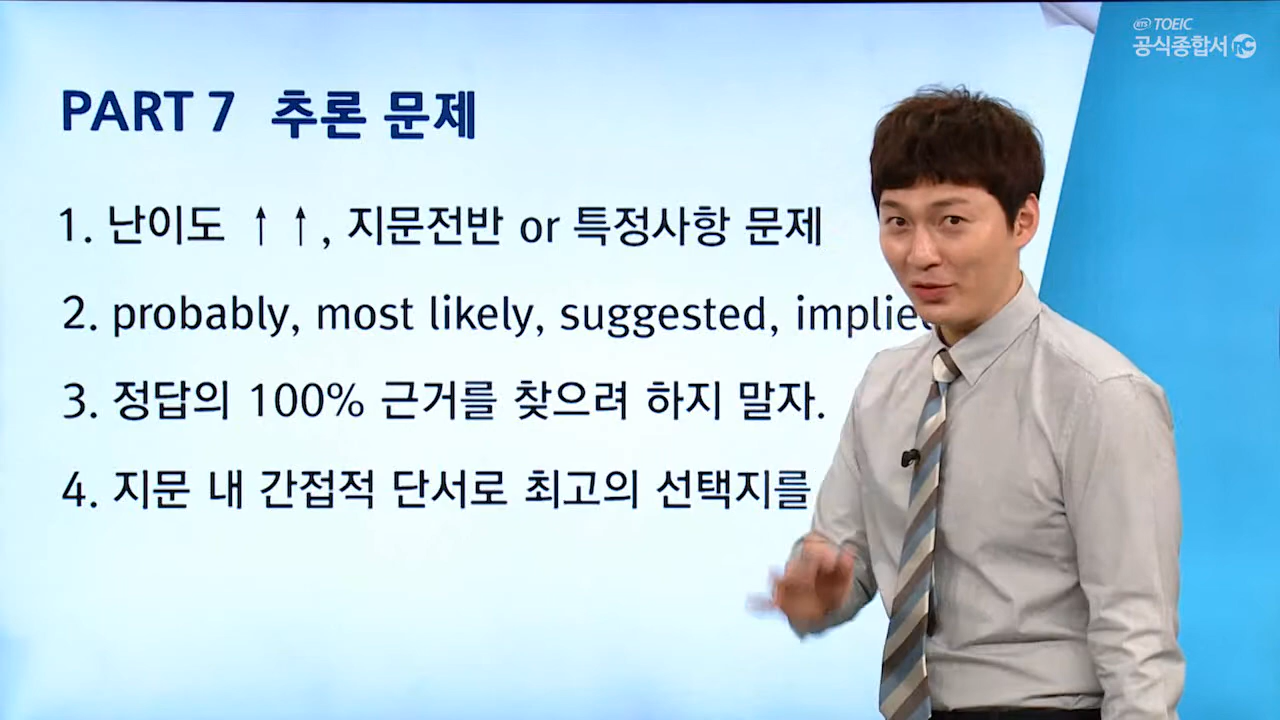 ETS TOEIC
공식종합서 RC
PART 7 추론 문제
1. 난이도 ↑↑, 지문전반 or 특정사항 문제
2. probably, most likely, suggested,
3. 정답의 100% 근거를 찾으려 하지 말자.
4. 지문 내 간접적 단서로 최고의 선택지를